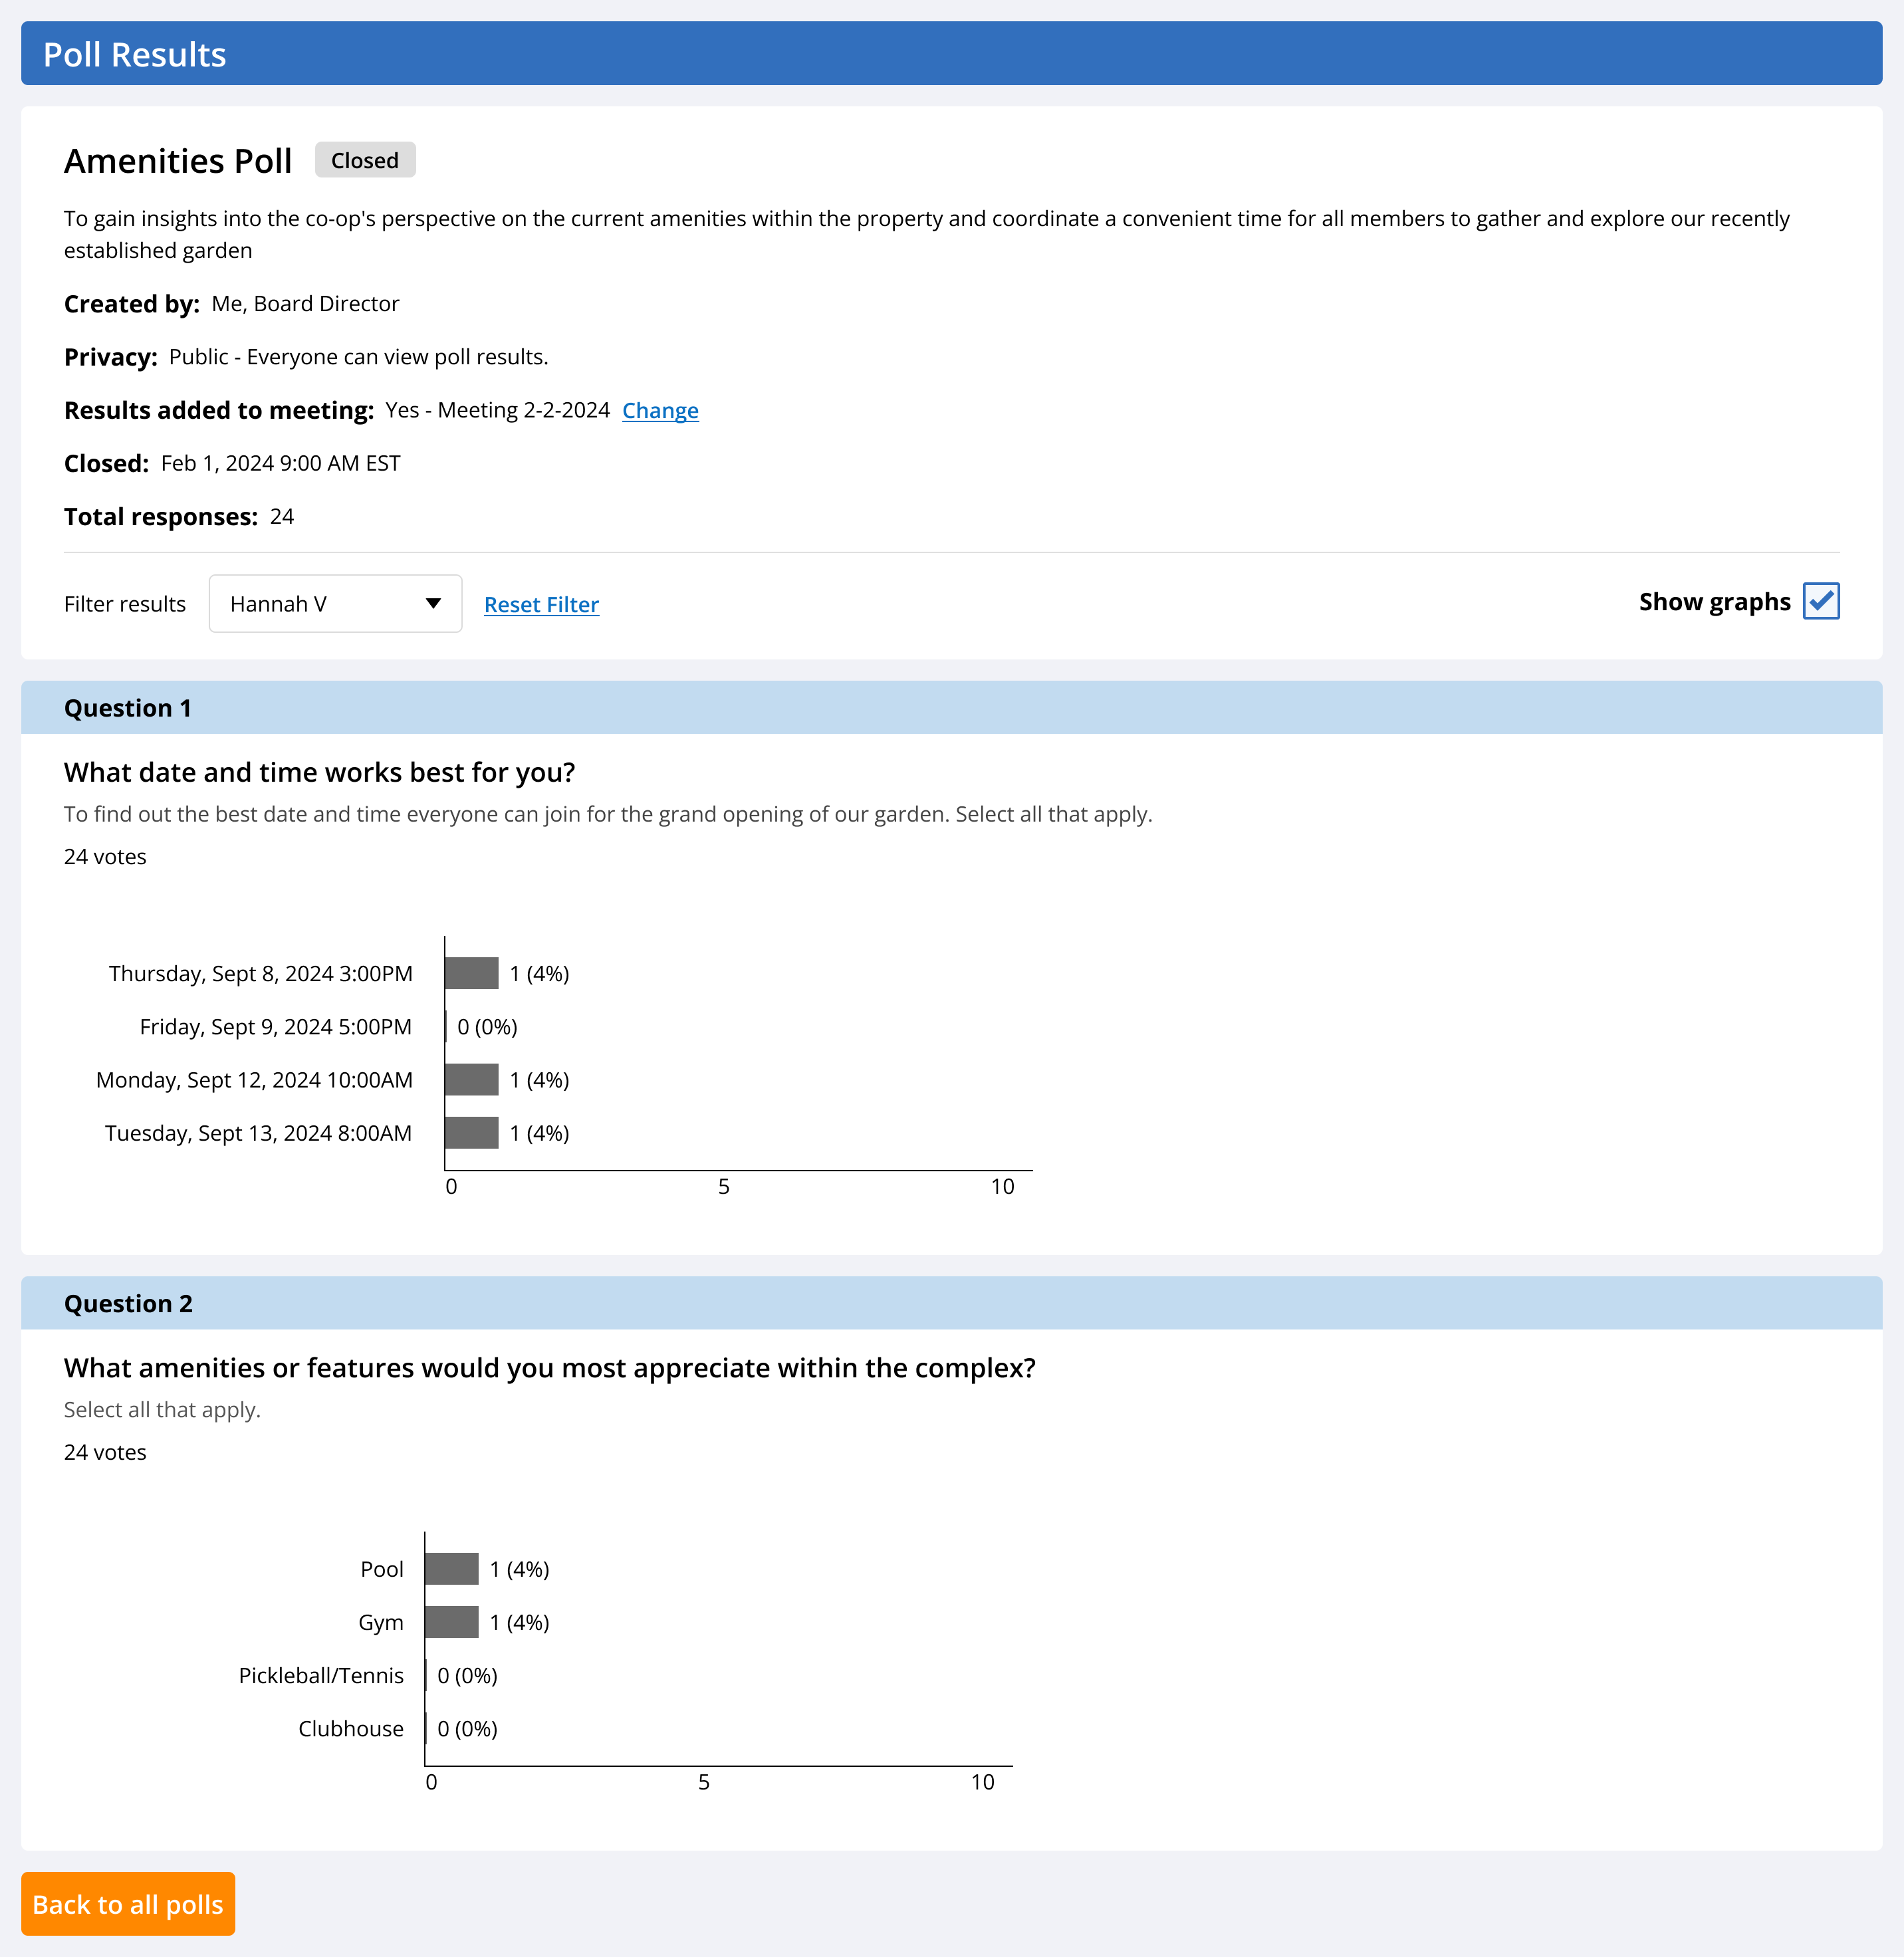 Poll Results
Amenities Poll
Closed
To gain insights into the co-op's perspective on the current amenities within the property and coordinate a convenient time for all members to gather and explore our recently
established garden
Created by: Me, Board Director
Privacy: Public - Everyone can view poll results.
Results added to meeting: Yes - Meeting 2-2-2024 Change
Closed: Feb 1, 2024 9:00 AM EST
Total responses: 24
Filter results Hannah V Reset Filter Show graphs
Question 1
What date and time works best for you?
To find out the best date and time everyone can join for the grand opening of our garden. Select all that apply.
24 votes
Thursday, Sept 8, 2024 3:00PM 1 (4%)
Friday, Sept 9, 2024 5:00PM 0 (0%)
Monday, Sept 12, 2024 10:00AM 1 (4%)
Tuesday, Sept 13, 2024 8:00AM 1 (4%)
0 5 10
Question 2
What amenities or features would you most appreciate within the complex?
Select all that apply.
24 votes
Pool 1 (4%)
Gym 1 (4%)
Pickleball/Tennis 0 (0%)
Clubhouse 0 (0%)
0 5 10
Back to all polls